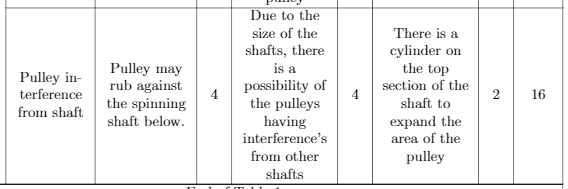 pulley
Pulley in-
terference
from shaft
Pulley may
rub against
the spinning
shaft below.
4
Due to the
size of the
shafts, there
is a
possibility of
the pulleys
having
interference's
from other
shafts
4
There is a
cylinder on
the top
section of the
shaft to
expand the
area of the
pulley
2
16
End of Table 1